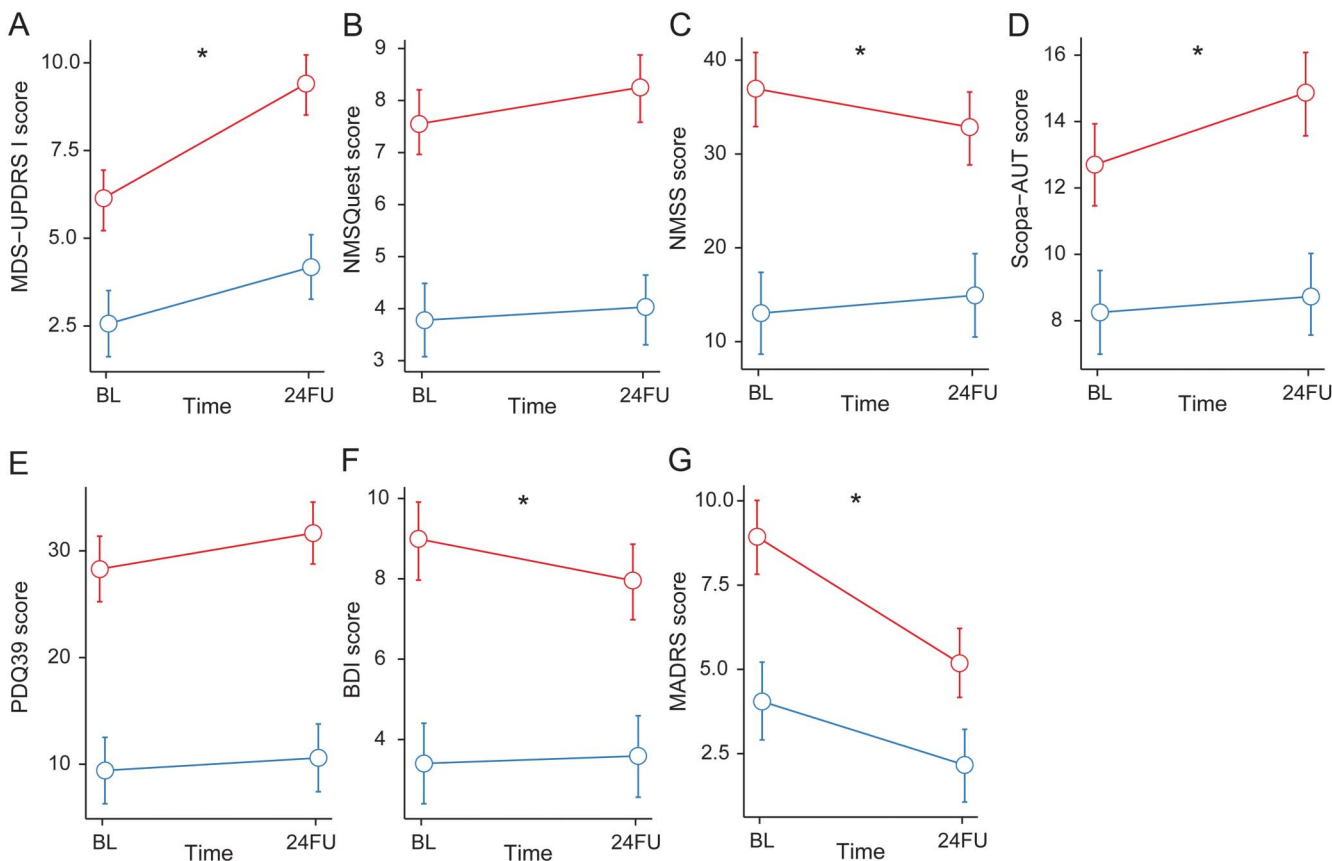 A
MDS-UPDRS I score
10.0
7.5
5.0
2.5
*
BL
Time
24FU
B
NMSQuest score
9
8
7
6
5
4
3
BL
Time
24FU
C
NMSS score
40
30
20
10
*
BL
Time
24FU
D
Scopa-AUT score
16
14
12
10
8
*
BL
Time
24FU
E
PDQ39 score
30
20
10
BL
Time
24FU
F
BDI score
10
8
6
4
*
BL
Time
24FU
G
MADRS score
10.0
7.5
5.0
2.5
*
BL
Time
24FU